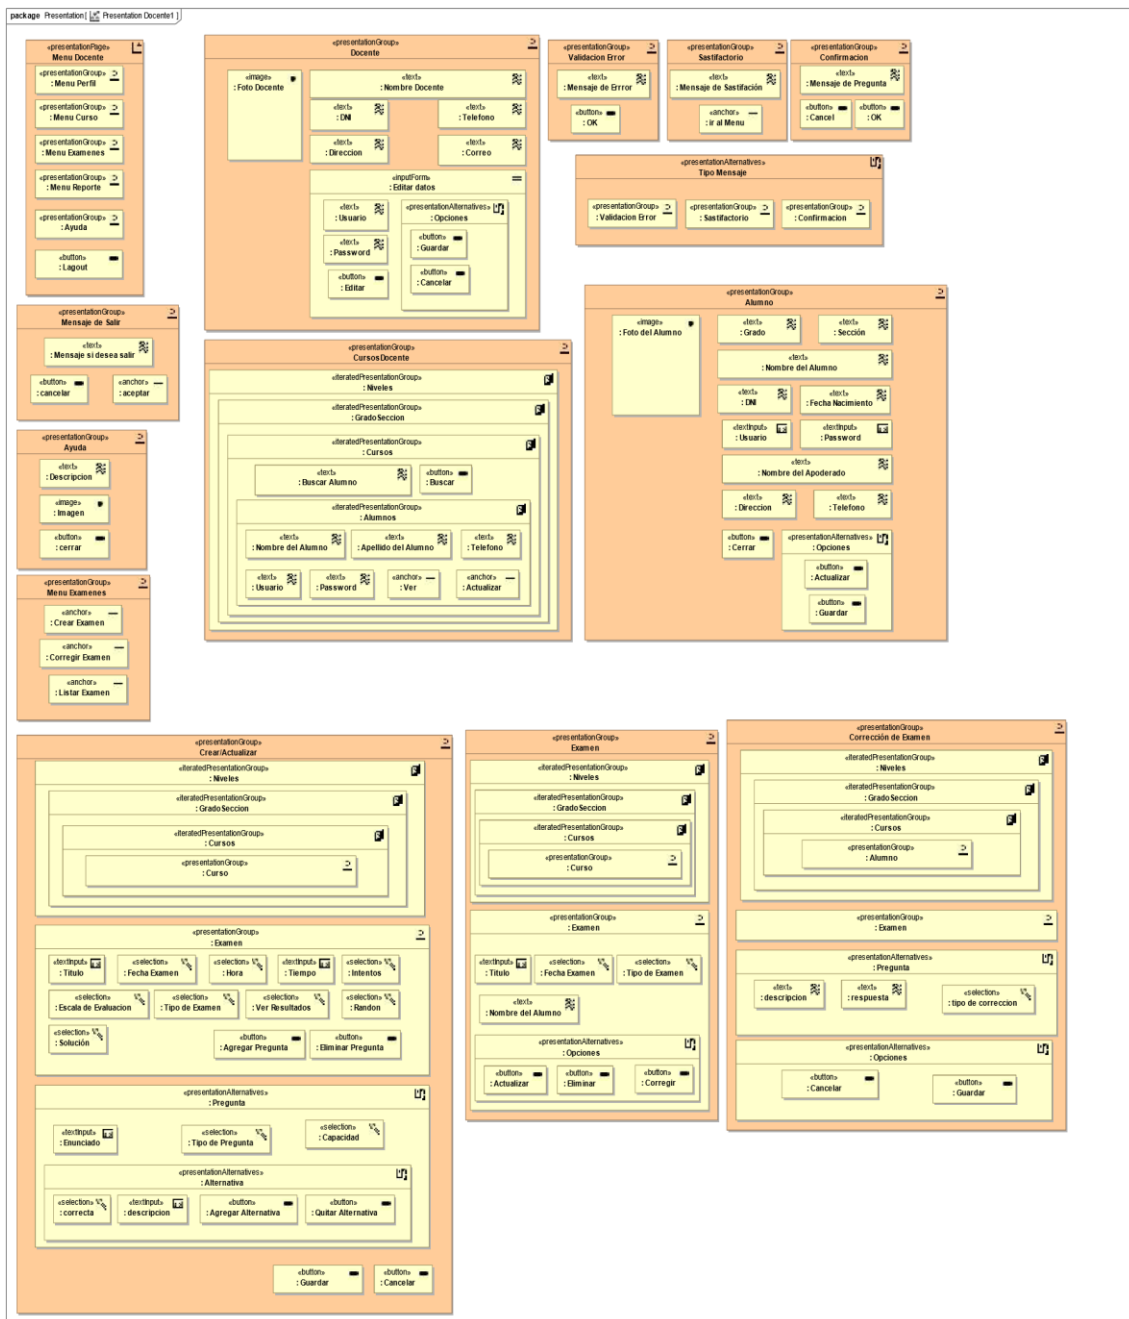 package Presentation[ Presentation Docente1 ]
«presentationPage»
Menu Docente
«presentationGroup»
: Menu Perfil
«presentationGroup»
: Menu Curso
«presentationGroup»
: Menu Examenes
«presentationGroup»
: Menu Reporte
«presentationGroup»
: Ayuda
«button»
: Lagout
«presentationGroup»
Docente
«image»
: Foto Docente
«text»
: Nombre Docente
«text»
: DNI
«text»
: Telefono
«text»
: Direccion
«text»
: Correo
«inputForm»
: Editar datos
«text»
: Usuario
«text»
: Password
«button»
: Editar
«presentationAlternatives»
: Opciones
«button»
: Guardar
«button»
: Cancelar
«presentationGroup»
Validacion Error
«text»
: Mensaje de Errror
«button»
: OK
«presentationGroup»
Sastifactorio
«text»
: Mensaje de Sastifación
«anchor»
: ir al Menu
«presentationGroup»
Confirmacion
«text»
: Mensaje de Pregunta
«button»
: Cancel
«button»
: OK
«presentationAlternatives»
Tipo Mensaje
«presentationGroup»
: Validacion Error
«presentationGroup»
: Sastifactorio
«presentationGroup»
: Confirmacion
«presentationGroup»
Mensaje de Salir
«text»
: Mensaje si desea salir
«button»
: cancelar
«anchor»
: aceptar
«presentationGroup»
Ayuda
«text»
: Descripcion
«image»
: Imagen
«button»
: cerrar
«presentationGroup»
Menu Examenes
«anchor»
: Crear Examen
«anchor»
: Corregir Examen
«anchor»
: Listar Examen
«presentationGroup»
CursosDocente
«iteratedPresentationGroup»
: Niveles
«iteratedPresentationGroup»
: GradoSeccion
«iteratedPresentationGroup»
: Cursos
«text»
: Buscar Alumno
«button»
: Buscar
«iteratedPresentationGroup»
: Alumnos
«text»
: Nombre del Alumno
«text»
: Apellido del Alumno
«text»
: Telefono
«text»
: Usuario
«text»
: Password
«anchor»
: Ver
«anchor»
: Actualizar
«presentationGroup»
Alumno
«image»
: Foto del Alumno
«text»
: Grado
«text»
: Sección
«text»
: Nombre del Alumno
«text»
: DNI
«text»
: Fecha Nacimiento
«textInput»
: Usuario
«textInput»
: Password
«text»
: Nombre del Apoderado
«text»
: Direccion
«text»
: Telefono
«button»
: Cerrar
«presentationAlternatives»
: Opciones
«button»
: Actualizar
«button»
: Guardar
«presentationGroup»
Crear/Actualizar
«iteratedPresentationGroup»
: Niveles
«iteratedPresentationGroup»
: GradoSeccion
«iteratedPresentationGroup»
: Cursos
«presentationGroup»
: Curso
«presentationGroup»
: Examen
«textInput»
: Titulo
«selection»
: Fecha Examen
«selection»
: Hora
«textInput»
: Tiempo
«selection»
: Intentos
«selection»
: Escala de Evaluacion
«selection»
: Tipo de Examen
«selection»
: Ver Resultados
«selection»
: Randon
«selection»
: Solución
«button»
: Agregar Pregunta
«button»
: Eliminar Pregunta
«presentationAlternatives»
: Pregunta
«textInput»
: Enunciado
«selection»
: Tipo de Pregunta
«selection»
: Capacidad
«presentationAlternatives»
: Alternativa
«selection»
: correcta
«textInput»
: descripcion
«button»
: Agregar Alternativa
«button»
: Quitar Alternativa
«button»
: Guardar
«button»
: Cancelar
«presentationGroup»
Examen
«iteratedPresentationGroup»
: Niveles
«iteratedPresentationGroup»
: GradoSeccion
«iteratedPresentationGroup»
: Cursos
«presentationGroup»
: Curso
«presentationGroup»
: Examen
«textInput»
: Titulo
«selection»
: Fecha Examen
«selection»
: Tipo de Examen
«text»
: Nombre del Alumno
«presentationAlternatives»
: Opciones
«button»
: Actualizar
«button»
: Eliminar
«button»
: Corregir
«presentationGroup»
Corrección de Examen
«iteratedPresentationGroup»
: Niveles
«iteratedPresentationGroup»
: GradoSeccion
«iteratedPresentationGroup»
: Cursos
«presentationGroup»
: Alumno
«presentationGroup»
: Examen
«presentationAlternatives»
: Pregunta
«text»
: descripcion
«text»
: respuesta
«selection»
: tipo de correccion
«presentationAlternatives»
: Opciones
«button»
: Cancelar
«button»
: Guardar